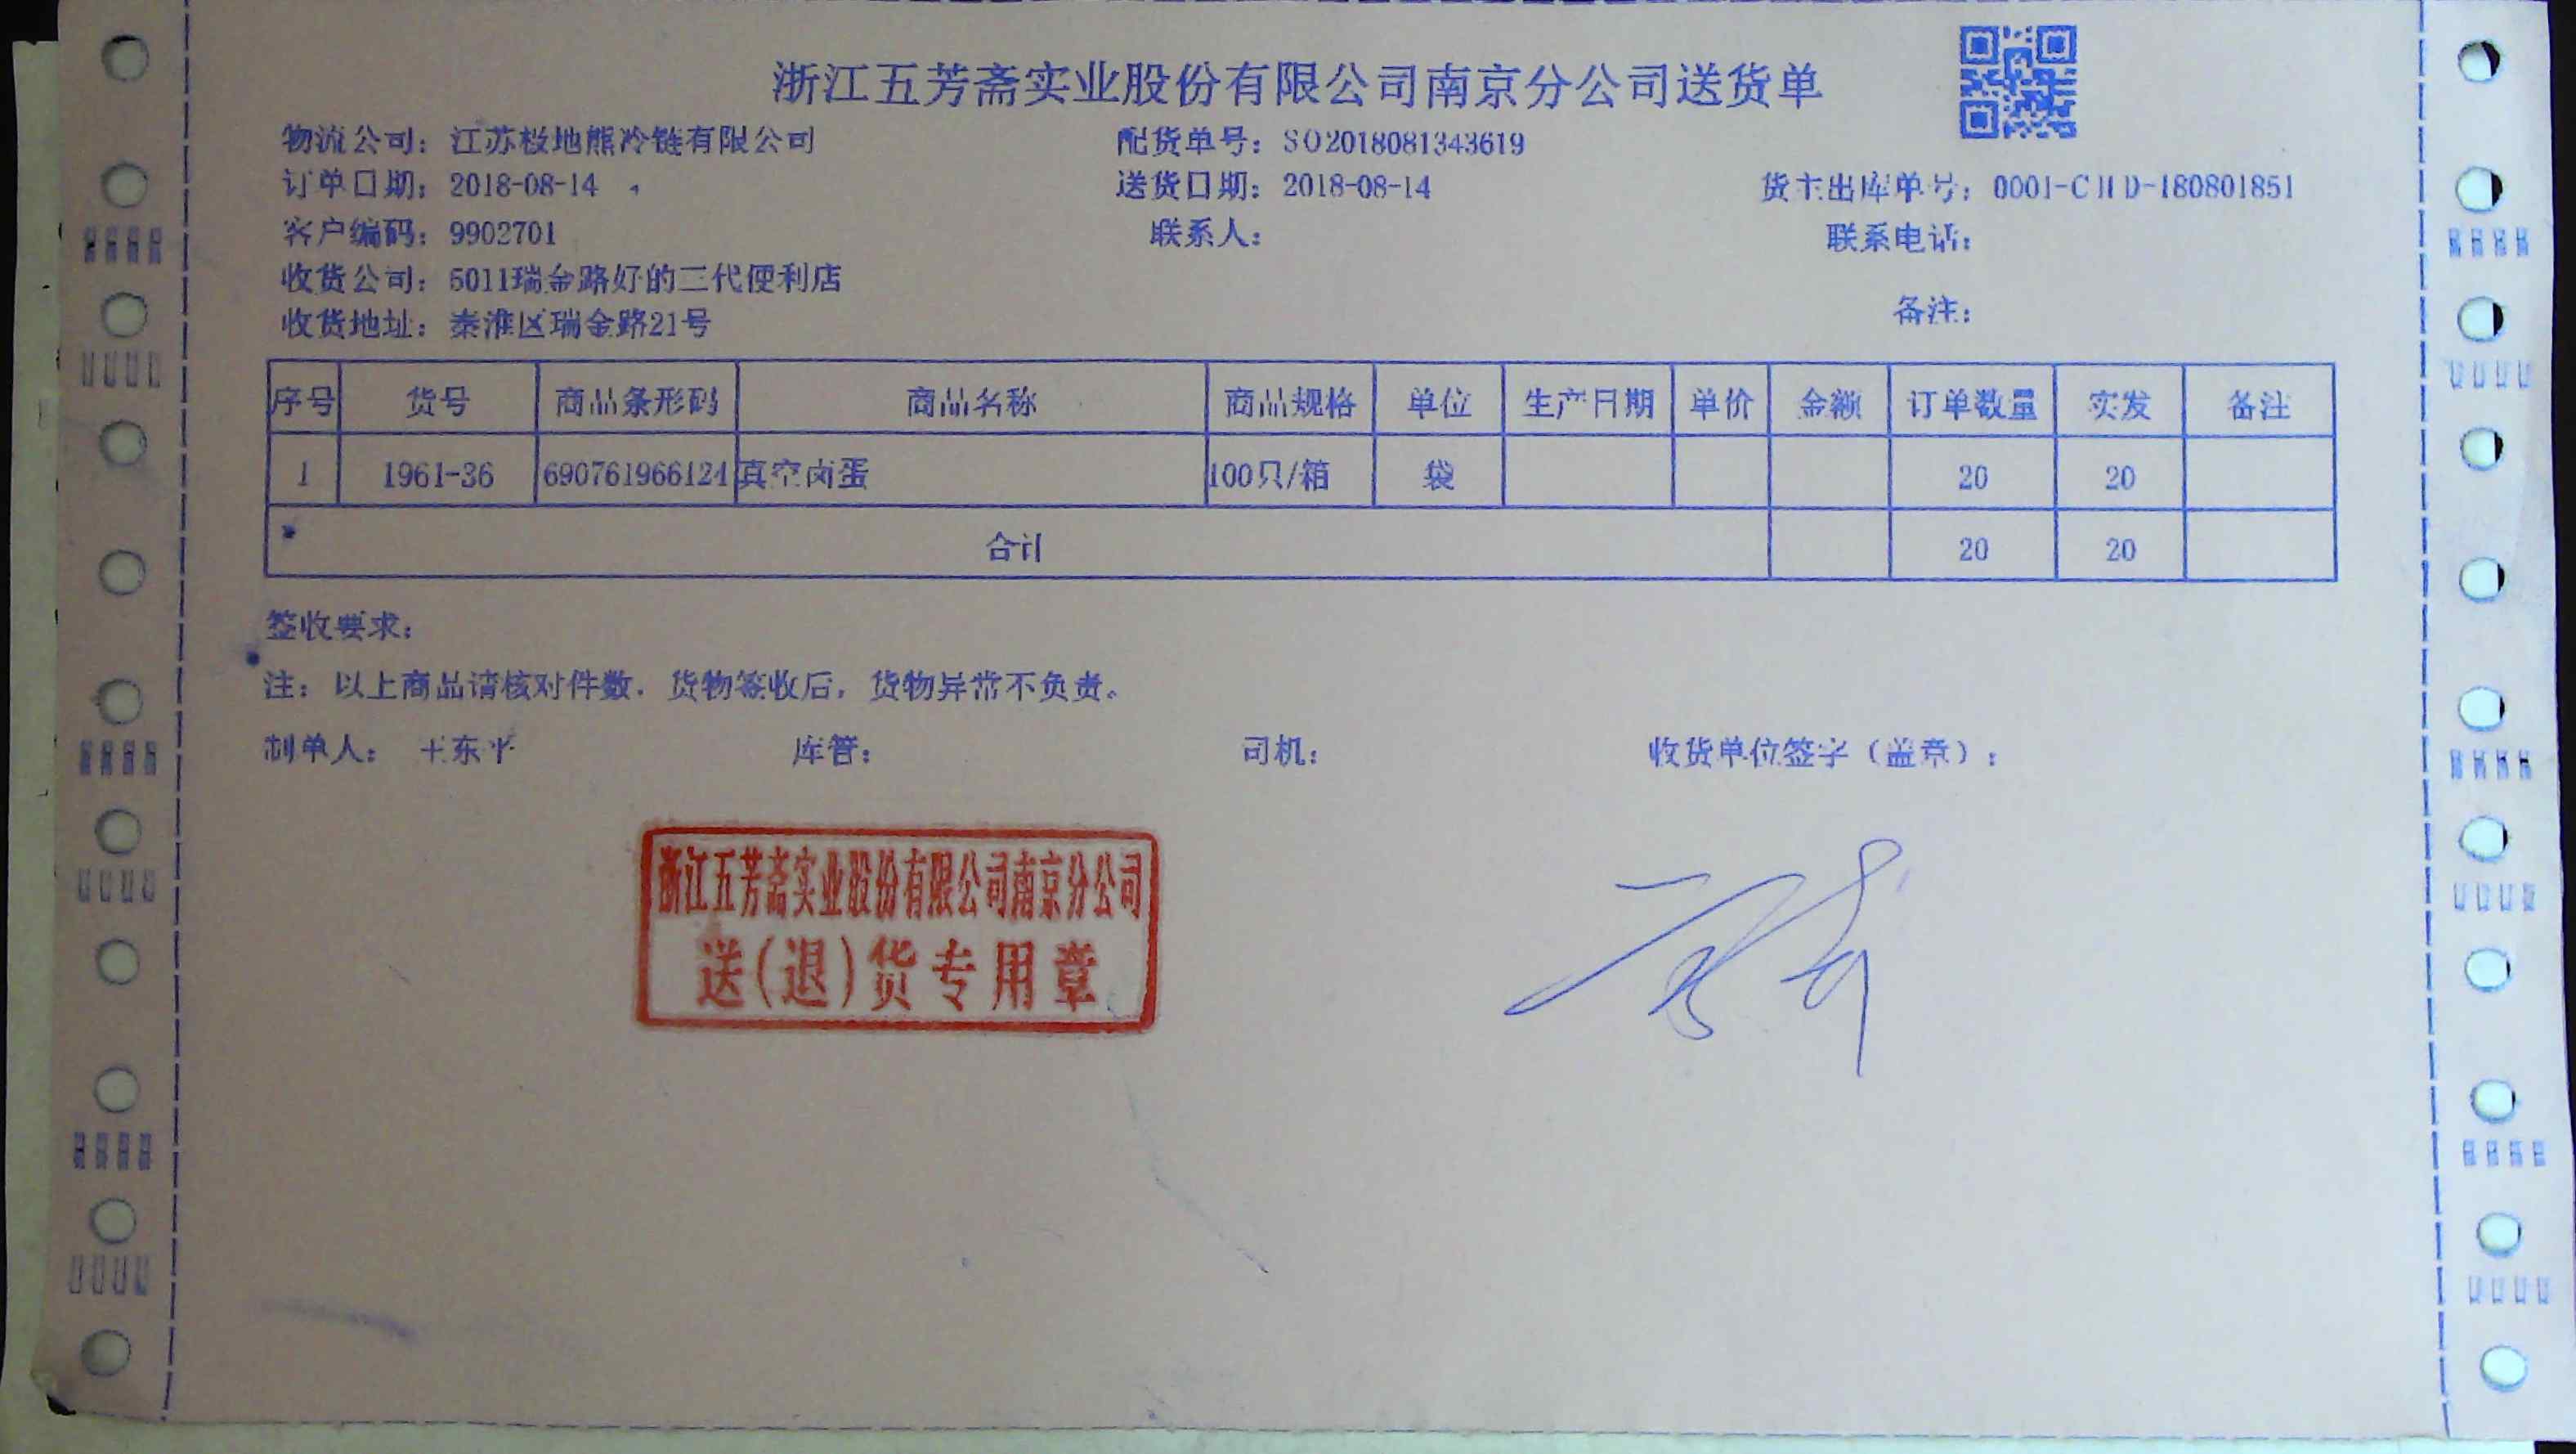 浙江五芳斋实业股份有限公司南京分公司送货单
物流公司：江苏极地熊冷链有限公司 配货单号：SO2018081343619
订单日期：2018-08-14 送货日期：2018-08-14 货主出库单号：0001-CHD-180801851
客户编码：9902701 联系人： 联系电话：
收货公司：5011瑞金路好的三代便利店
收货地址：秦淮区瑞金路21号 备注：
序号 货号 商品条形码 商品名称 商品规格 单位 生产日期 单价 金额 订单数量 实发 备注
1 1961-36 690761966124 真空卤蛋 100只/箱 袋 20 20
合计 20 20
签收要求：
注：以上商品请核对件数，货物签收后，货物异常不负责。
制单人： 王东平 库管： 司机： 收货单位签字（盖章）：
浙江五芳斋实业股份有限公司南京分公司
送(退)货专用章